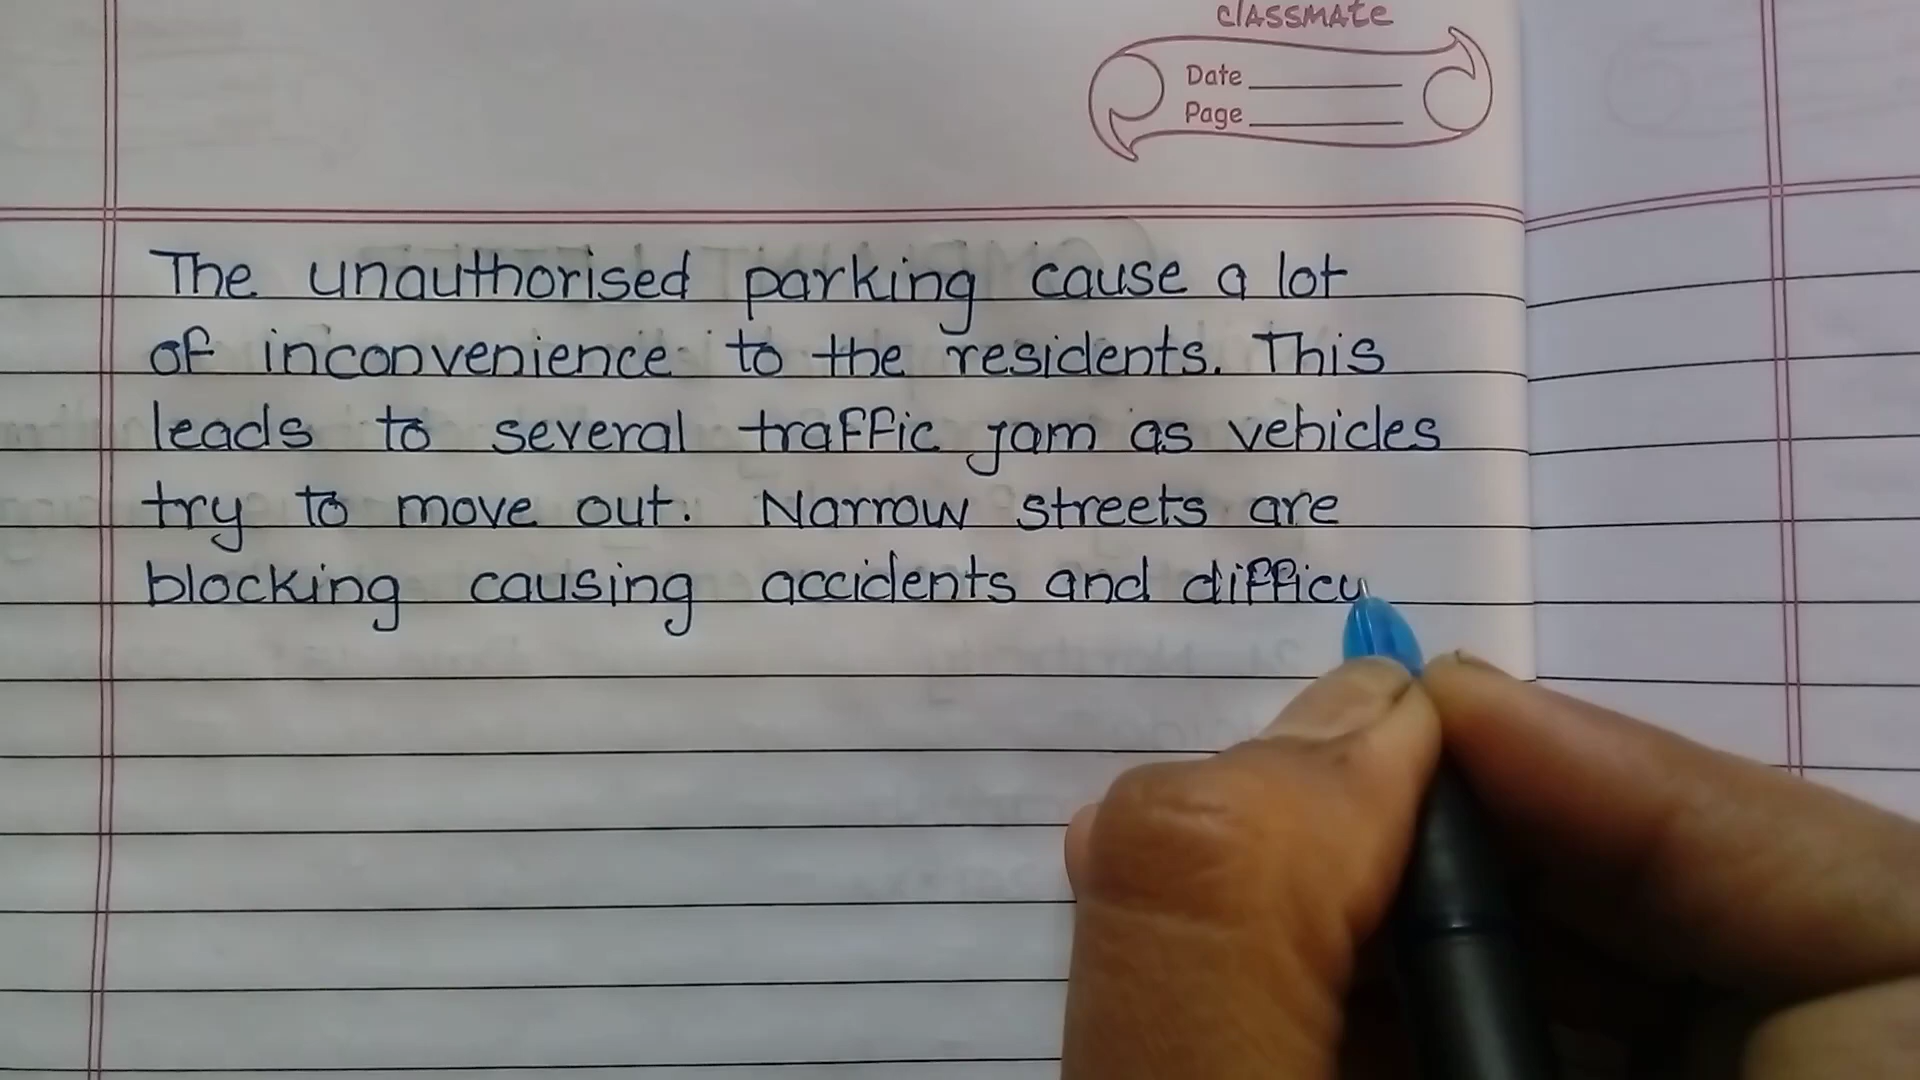 classmate
Date
Page
The unauthorised parking cause a lot
of inconvenience to the residents. This
leads to several traffic jam as vehicles
try to move out. Narrow streets are
blocking causing accidents and difficu